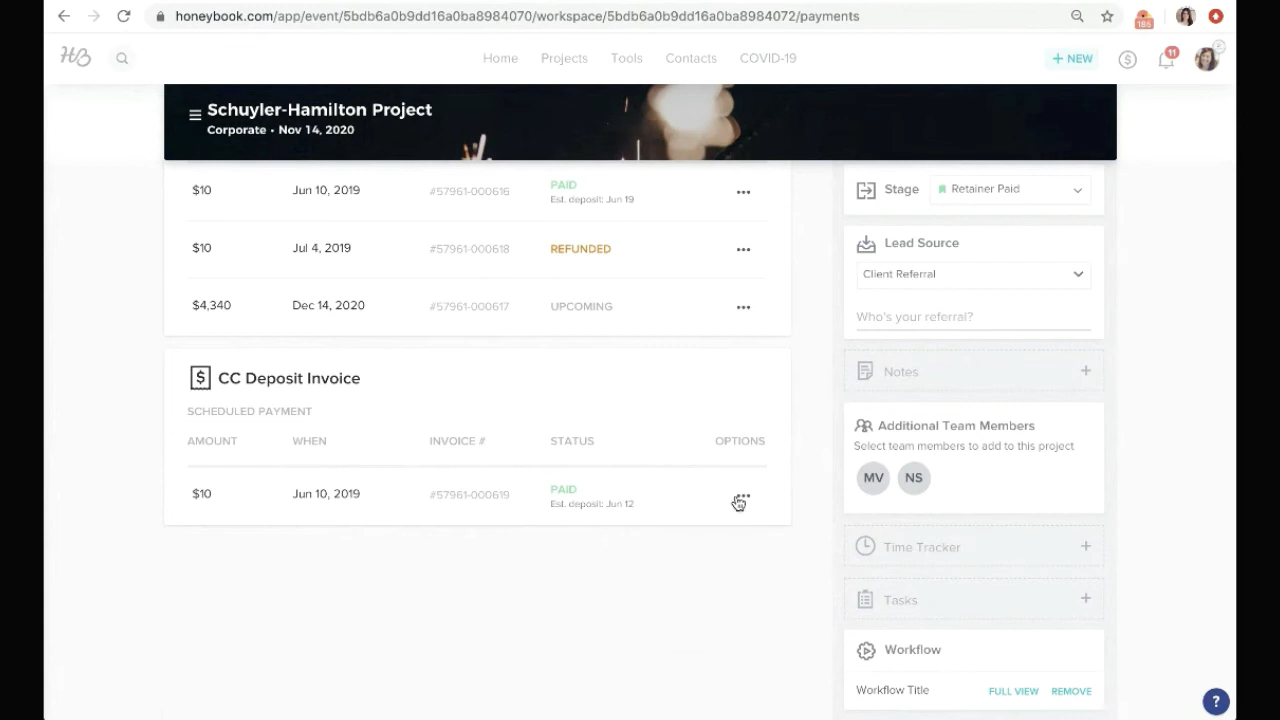 honeybook.com/app/event/5bdb6a0b9dd16a0ba8984070/workspace/5bdb6a0b9dd16a0ba8984072/payments
186
HB
Home Projects Tools Contacts COVID-19
+ NEW
$
11
Schuyler-Hamilton Project
Corporate • Nov 14, 2020
$10 Jun 10, 2019 #57961-000616 PAID
Est. deposit: Jun 19
$10 Jul 4, 2019 #57961-000618 REFUNDED
$4,340 Dec 14, 2020 #57961-000617 UPCOMING
$ CC Deposit Invoice
SCHEDULED PAYMENT
AMOUNT WHEN INVOICE # STATUS OPTIONS
$10 Jun 10, 2019 #57961-000619 PAID
Est. deposit: Jun 12
Stage Retainer Paid
Lead Source
Client Referral
Who's your referral?
Notes +
Additional Team Members
Select team members to add to this project
MV NS
Time Tracker +
Tasks +
Workflow
Workflow Title FULL VIEW REMOVE
?